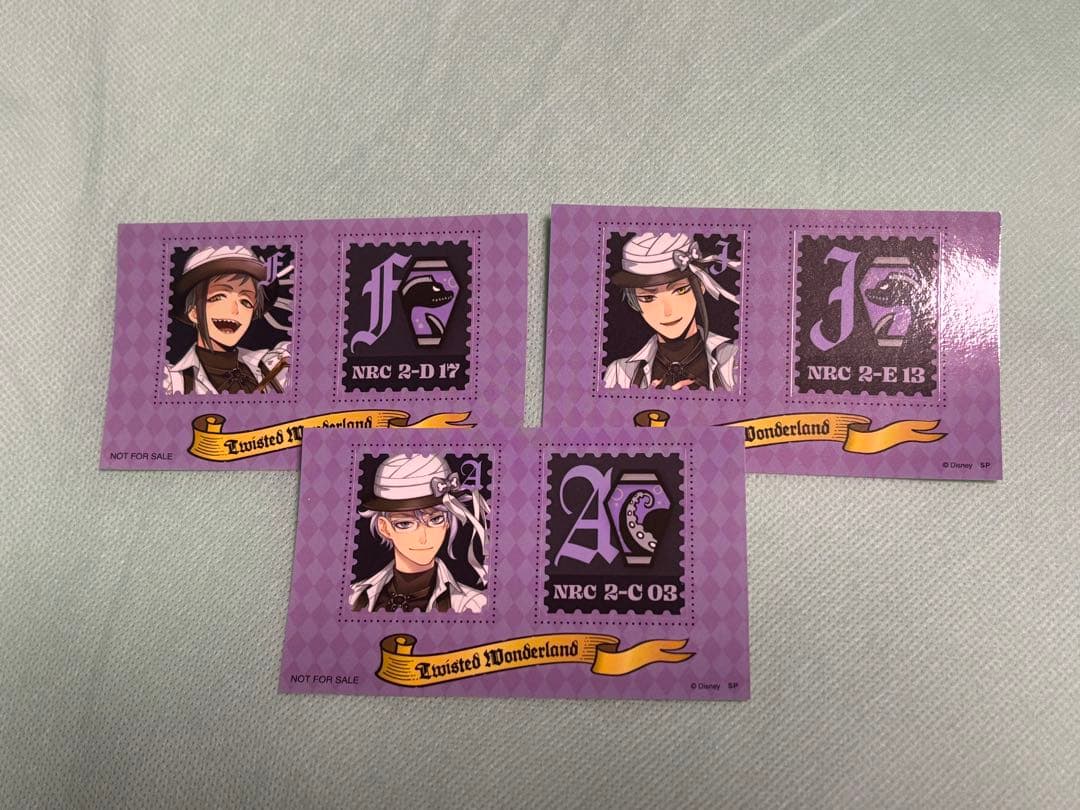 F
F
NRC 2-D 17
Twisted Wonderland
NOT FOR SALE
J
J
NRC 2-E 13
Wonderland
© Disney SP
A
A
NRC 2-C 03
Twisted Wonderland
NOT FOR SALE
© Disney SP